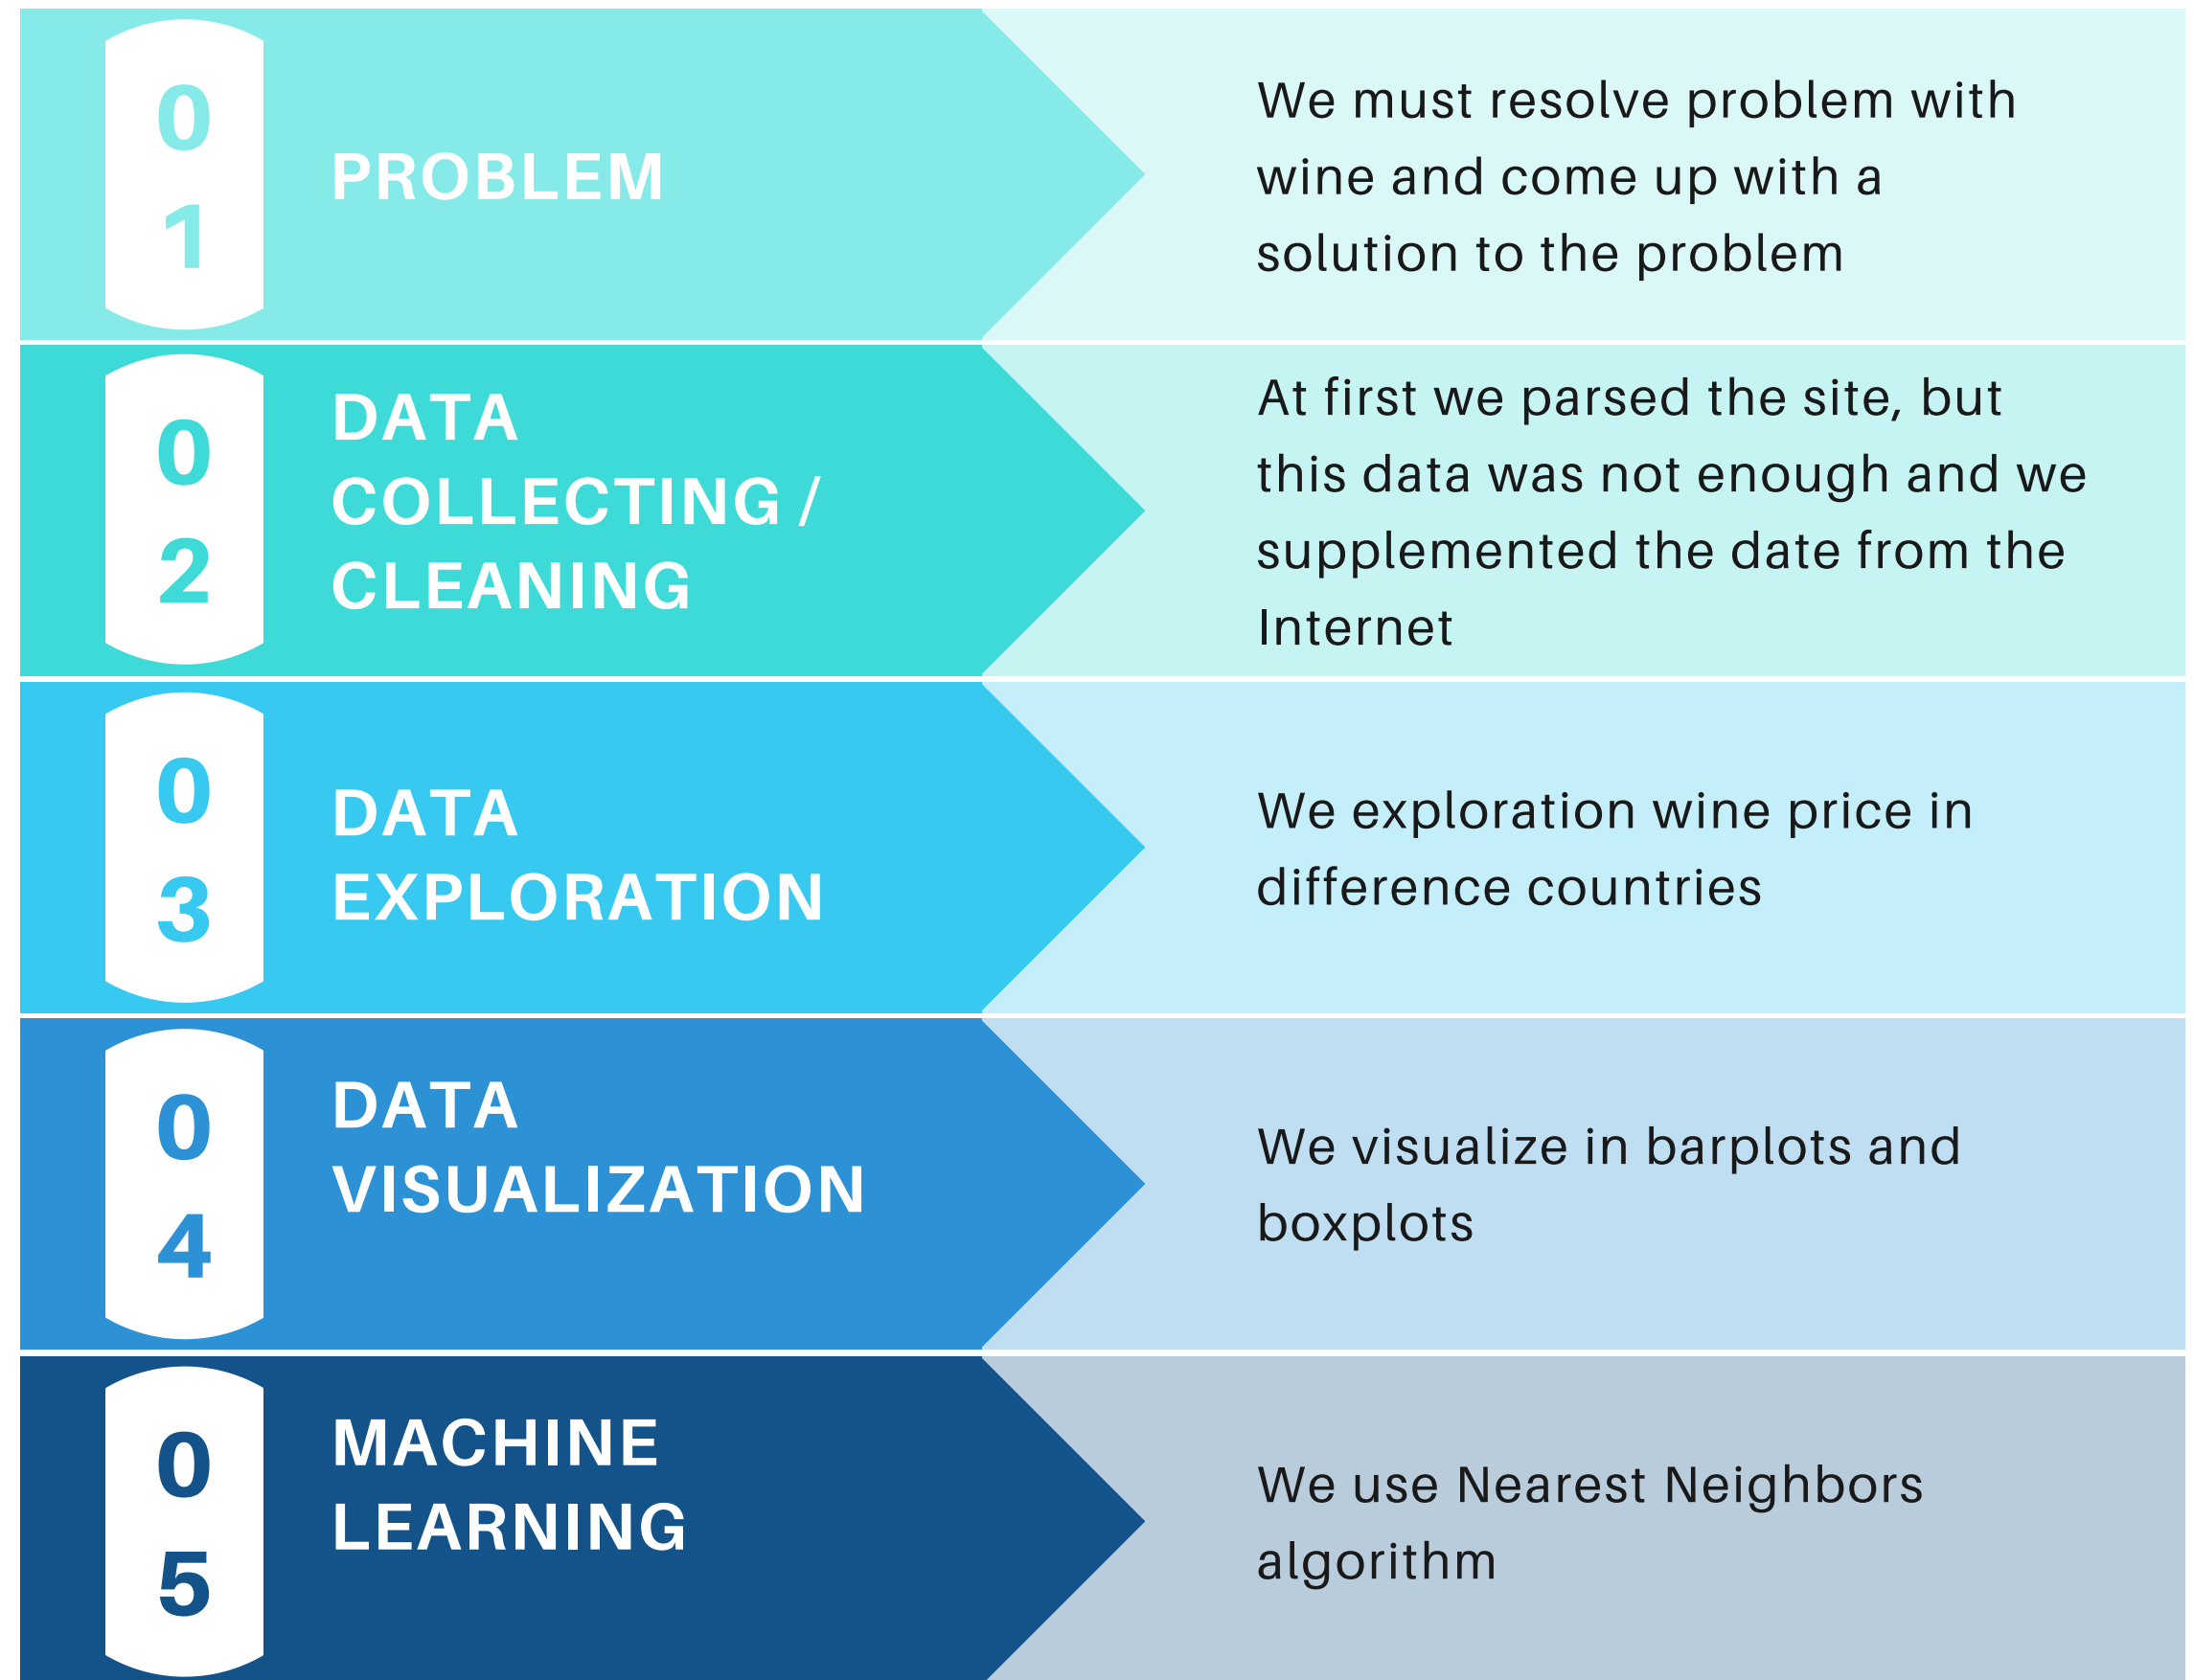 0
1
PROBLEM
We must resolve problem with
wine and come up with a
solution to the problem
0
2
DATA
COLLECTING /
CLEANING
At first we parsed the site, but
this data was not enough and we
supplemented the date from the
Internet
0
3
DATA
EXPLORATION
We exploration wine price in
difference countries
0
4
DATA
VISUALIZATION
We visualize in barplots and
boxplots
0
5
MACHINE
LEARNING
We use Nearest Neighbors
algorithm